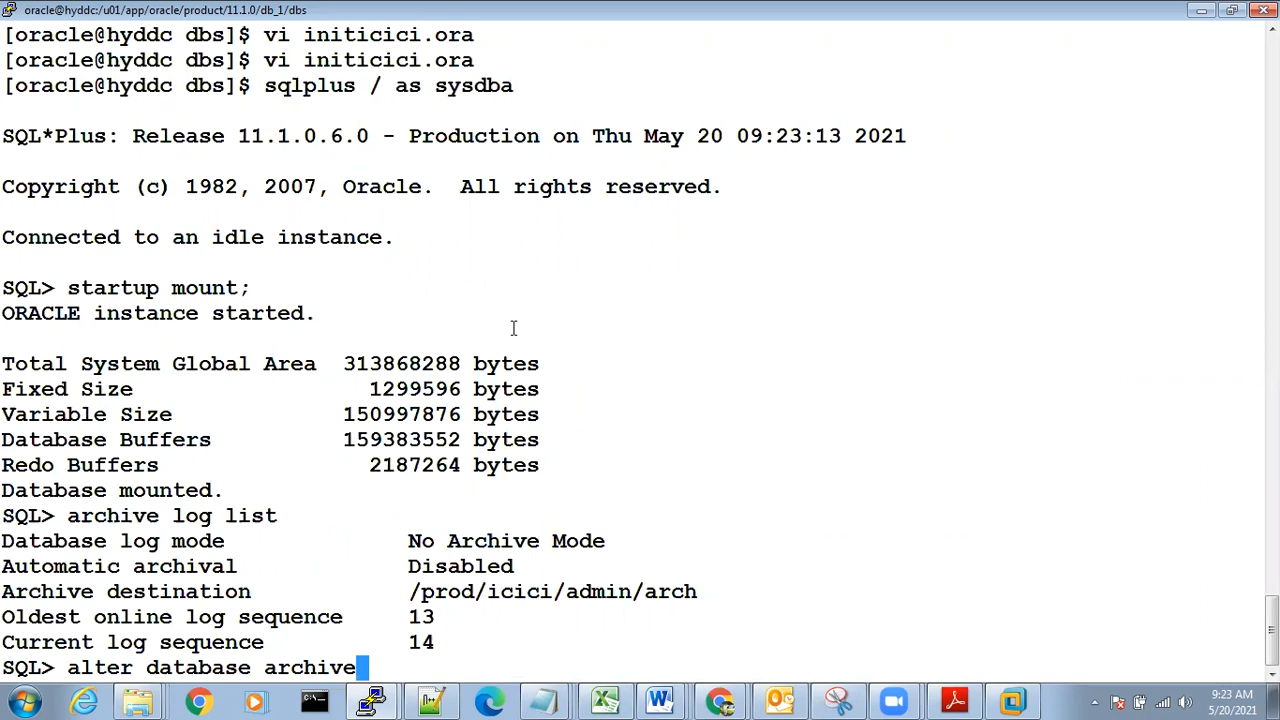 oracle@hyddc:/u01/app/oracle/product/11.1.0/db_1/dbs
[oracle@hyddc dbs]$ vi initicici.ora
[oracle@hyddc dbs]$ vi initicici.ora
[oracle@hyddc dbs]$ sqlplus / as sysdba
SQL*Plus: Release 11.1.0.6.0 - Production on Thu May 20 09:23:13 2021
Copyright (c) 1982, 2007, Oracle.  All rights reserved.
Connected to an idle instance.
SQL> startup mount;
ORACLE instance started.
Total System Global Area  313868288 bytes
Fixed Size                  1299596 bytes
Variable Size             150997876 bytes
Database Buffers          159383552 bytes
Redo Buffers                2187264 bytes
Database mounted.
SQL> archive log list
Database log mode              No Archive Mode
Automatic archival             Disabled
Archive destination            /prod/icici/admin/arch
Oldest online log sequence     13
Current log sequence           14
SQL> alter database archive
9:23 AM
5/20/2021